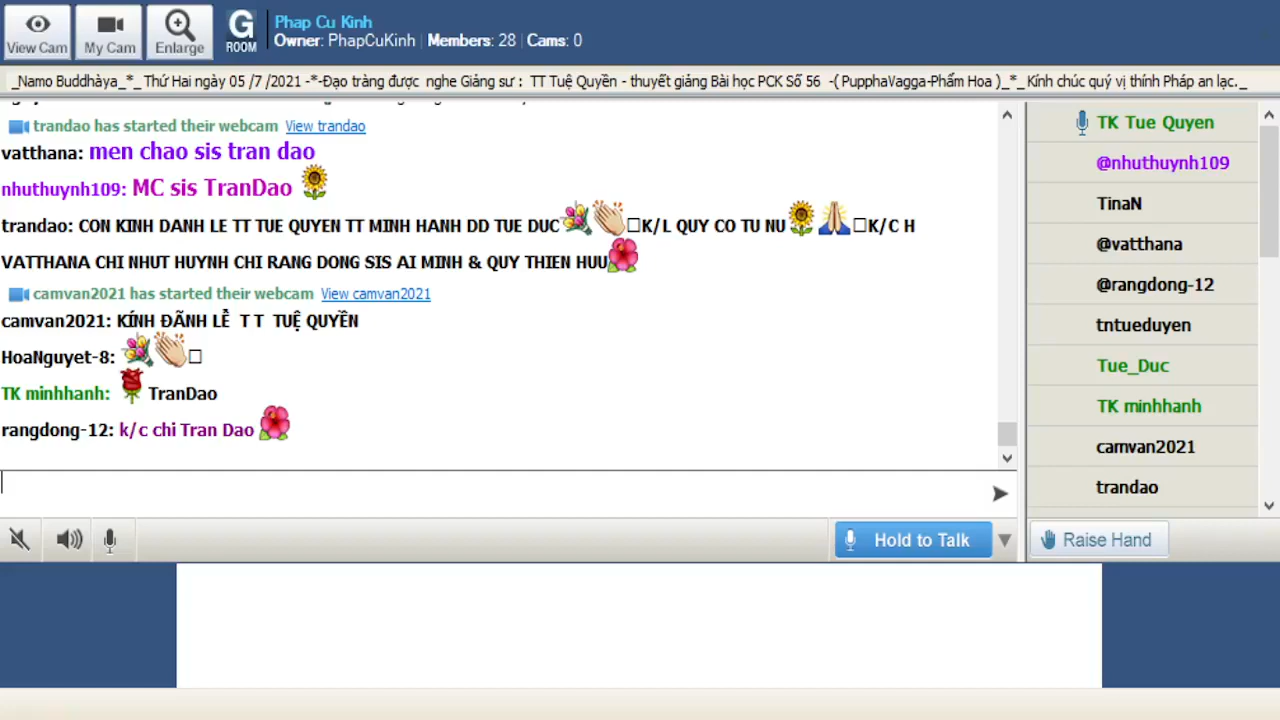 View Cam
My Cam
Enlarge
G
ROOM
Phap Cu Kinh
Owner: PhapCuKinh | Members: 28 | Cams: 0
_Namo Buddhàya_*_ Thứ Hai ngày 05 /7 /2021 -*-Đạo tràng được nghe Giảng sư : TT Tuệ Quyền - thuyết giảng Bài học PCK Số 56 -( PupphaVagga-Phẩm Hoa )_*_ Kính chúc quý vị thính Pháp an lạc._
trandao has started their webcam View trandao
vatthana: men chao sis tran dao
nhuthuynh109: MC sis TranDao
trandao: CON KINH DANH LE TT TUE QUYEN TT MINH HANH DD TUE DUC K/L QUY CO TU NU K/C H
VATTHANA CHI NHUT HUYNH CHI RANG DONG SIS AI MINH & QUY THIEN HUU
camvan2021 has started their webcam View camvan2021
camvan2021: KÍNH ĐÃNH LỄ T T TUỆ QUYỀN
HoaNguyet-8:
TK minhhanh: TranDao
rangdong-12: k/c chi Tran Dao
TK Tue Quyen
@nhuthuynh109
TinaN
@vatthana
@rangdong-12
tntueduyen
Tue_Duc
TK minhhanh
camvan2021
trandao
Hold to Talk
Raise Hand